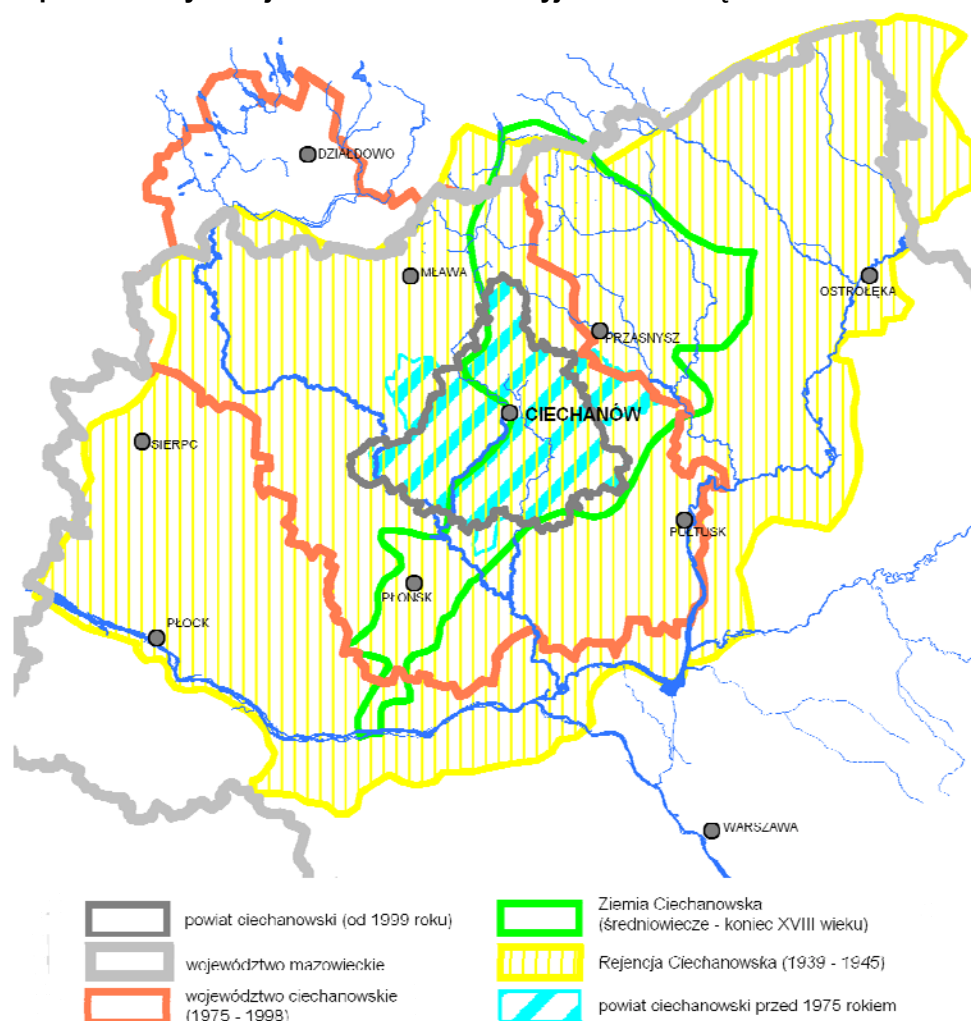 DZIAŁDOWO
MŁAWA
OSTROŁĘKA
PRZASNYSZ
CIECHANÓW
SIERPC
PUŁTUSK
PŁOŃSK
PŁOCK
WARSZAWA
powiat ciechanowski (od 1999 roku)
województwo mazowieckie
województwo ciechanowskie
(1975 - 1998)
Ziemia Ciechanowska
(średniowiecze - koniec XVIII wieku)
Rejencja Ciechanowska (1939 - 1945)
powiat ciechanowski przed 1975 rokiem